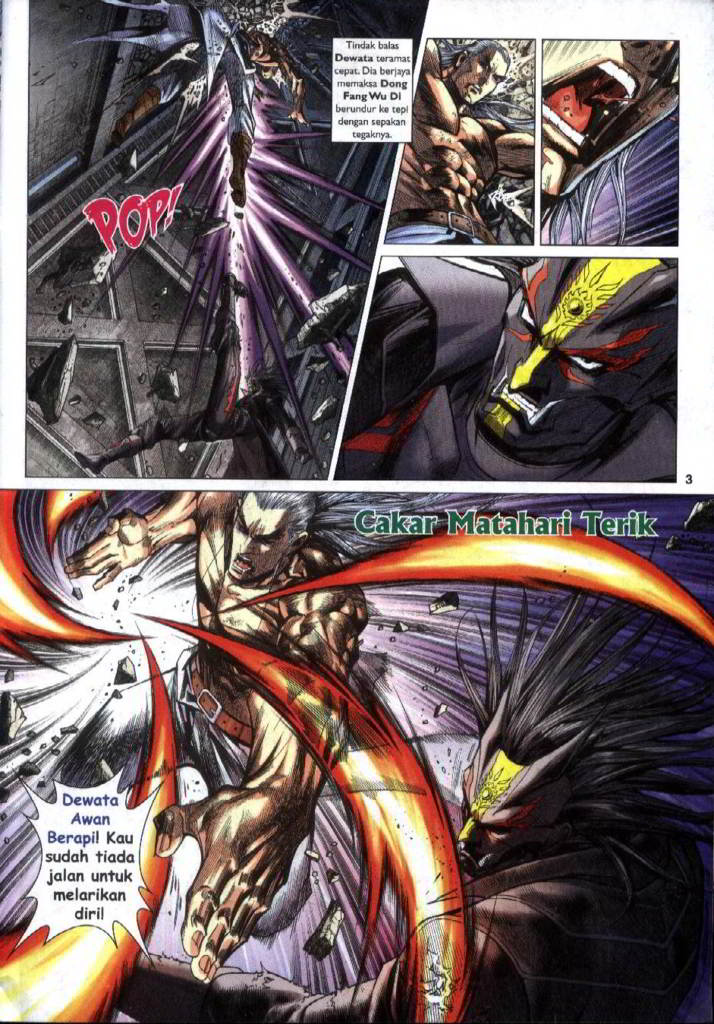 Tindak balas
Dewata teramat
cepat. Dia berjaya
memaksa Dong
Fang Wu Di
berundur ke tepi
dengan sepakan
tegaknya.
POP!
3
Cakar Matahari Terik
Dewata
Awan
Berapi! Kau
sudah tiada
jalan untuk
melarikan
diri!